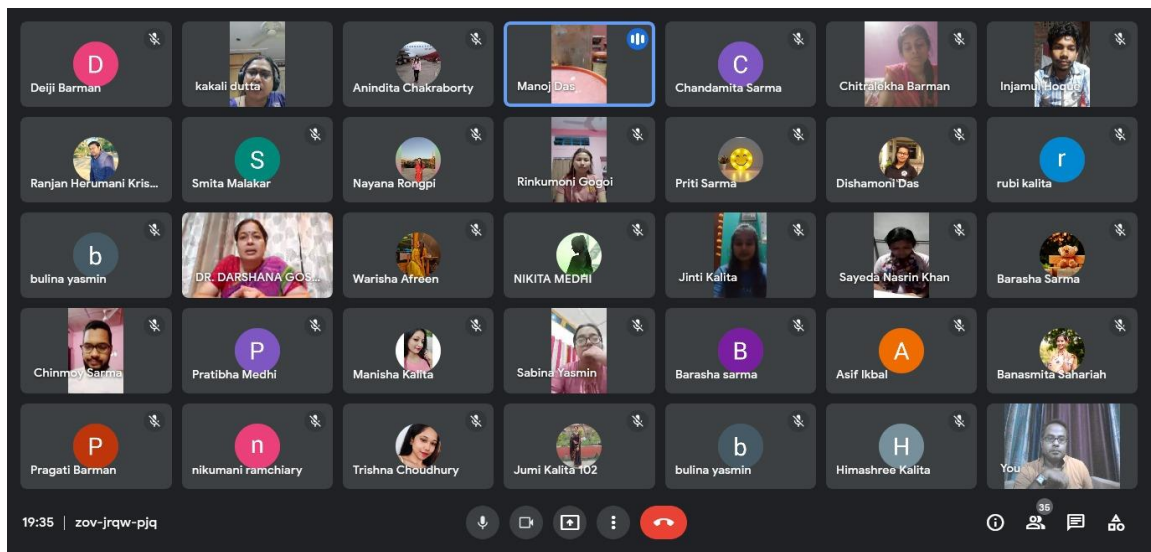 D
Deiji Barman
kakali dutta
Anindita Chakraborty
Manoj Das
C
Chandamita Sarma
Chitralekha Barman
Injamul Hoque
Ranjan Herumani Kris...
S
Smita Malakar
Nayana Rongpi
Rinkumoni Gogoi
Priti Sarma
Dishamoni Das
r
rubi kalita
b
bulina yasmin
DR. DARSHANA GOS...
Warisha Afreen
NIKITA MEDHI
Jinti Kalita
Sayeda Nasrin Khan
Barasha Sarma
Chinmoy Sarma
P
Pratibha Medhi
Manisha Kalita
Sabina Yasmin
B
Barasha sarma
A
Asif Ikbal
Banasmita Sahariah
P
Pragati Barman
n
nikumani ramchiary
Trishna Choudhury
Jumi Kalita 102
b
bulina yasmin
H
Himashree Kalita
You
19:35 | zov-jrqw-pjq
35